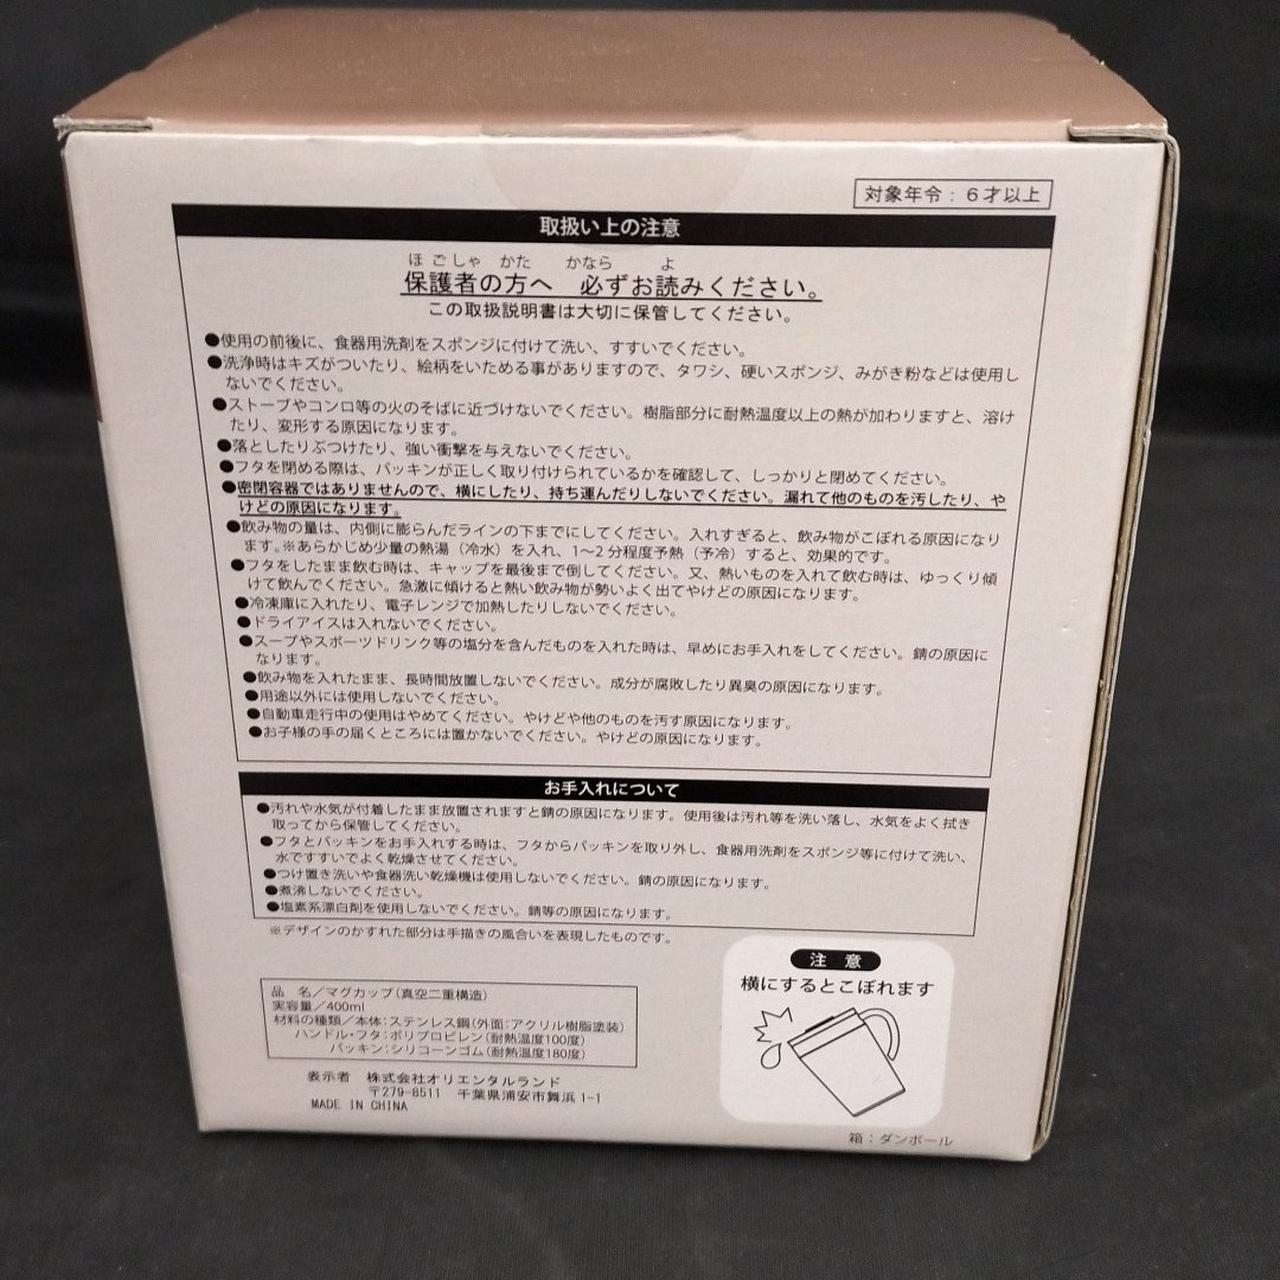 対象年令：6才以上
取扱い上の注意
ほごしゃ かた かなら よ
保護者の方へ 必ずお読みください。
この取扱説明書は大切に保管してください。
●使用の前後に、食器用洗剤をスポンジに付けて洗い、すすいでください。
●洗浄時はキズがついたり、絵柄をいためる事がありますので、タワシ、硬いスポンジ、みがき粉などは使用し
ないでください。
●ストーブやコンロ等の火のそばに近づけないでください。樹脂部分に耐熱温度以上の熱が加わりますと、溶け
たり、変形する原因になります。
●落としたりぶつけたり、強い衝撃を与えないでください。
●フタを閉める際は、パッキンが正しく取り付けられているかを確認して、しっかりと閉めてください。
●密閉容器ではありませんので、横にしたり、持ち運んだりしないでください。漏れて他のものを汚したり、や
けどの原因になります。
●飲み物の量は、内側に膨らんだラインの下までにしてください。入れすぎると、飲み物がこぼれる原因になり
ます。※あらかじめ少量の熱湯（冷水）を入れ、1～2分程度予熱（予冷）すると、効果的です。
●フタをしたまま飲む時は、キャップを最後まで倒してください。又、熱いものを入れて飲む時は、ゆっくり傾
けて飲んでください。急激に傾けると熱い飲み物が勢いよく出てやけどの原因になります。
●冷凍庫に入れたり、電子レンジで加熱したりしないでください。
●ドライアイスは入れないでください。
●スープやスポーツドリンク等の塩分を含んだものを入れた時は、早めにお手入れをしてください。錆の原因に
なります。
●飲み物を入れたまま、長時間放置しないでください。成分が腐敗したり異臭の原因になります。
●用途以外には使用しないでください。
●自動車走行中の使用はやめてください。やけどや他のものを汚す原因になります。
●お子様の手の届くところには置かないでください。やけどの原因になります。
お手入れについて
●汚れや水気が付着したまま放置されますと錆の原因になります。使用後は汚れ等を洗い落し、水気をよく拭き
取ってから保管してください。
●フタとパッキンをお手入れする時は、フタからパッキンを取り外し、食器用洗剤をスポンジ等に付けて洗い、
水ですすいでよく乾燥させてください。
●つけ置き洗いや食器洗い乾燥機は使用しないでください。錆の原因になります。
●煮沸しないでください。
●塩素系漂白剤を使用しないでください。錆等の原因になります。
※デザインのかすれた部分は手描きの風合いを表現したものです。
注 意
横にするとこぼれます
品 名／マグカップ（真空二重構造）
実容量／400ml
材料の種類／本体：ステンレス鋼（外面：アクリル樹脂塗装）
ハンドル・フタ：ポリプロピレン（耐熱温度100度）
パッキン：シリコーンゴム（耐熱温度180度）
表示者 株式会社オリエンタルランド
〒279-8511 千葉県浦安市舞浜1-1
MADE IN CHINA
箱：ダンボール